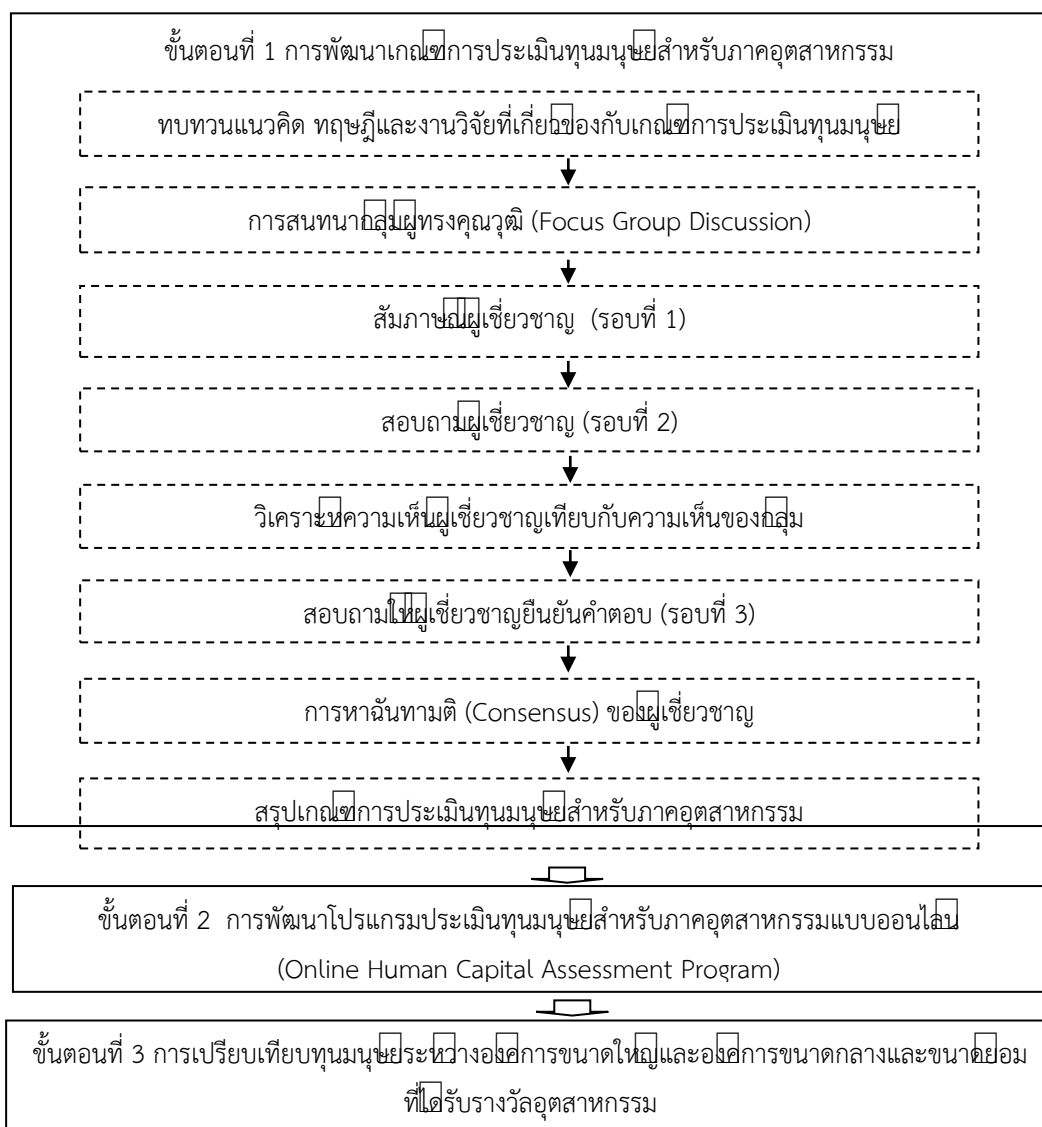 ขั้นตอนที่ 1 การพัฒนาเกณฑ์การประเมินทุนมนุษย์สำหรับภาคอุตสาหกรรม
ทบทวนแนวคิด ทฤษฎีและงานวิจัยที่เกี่ยวข้องกับเกณฑ์การประเมินทุนมนุษย์
การสนทนากลุ่มผู้ทรงคุณวุฒิ (Focus Group Discussion)
สัมภาษณ์ผู้เชี่ยวชาญ (รอบที่ 1)
สอบถามผู้เชี่ยวชาญ (รอบที่ 2)
วิเคราะห์ความเห็นผู้เชี่ยวชาญเทียบกับความเห็นของกลุ่ม
สอบถามให้ผู้เชี่ยวชาญยืนยันคำตอบ (รอบที่ 3)
การหาฉันทามติ (Consensus) ของผู้เชี่ยวชาญ
สรุปเกณฑ์การประเมินทุนมนุษย์สำหรับภาคอุตสาหกรรม
ขั้นตอนที่ 2 การพัฒนาโปรแกรมประเมินทุนมนุษย์สำหรับภาคอุตสาหกรรมแบบออนไลน์
(Online Human Capital Assessment Program)
ขั้นตอนที่ 3 การเปรียบเทียบทุนมนุษย์ระหว่างองค์การขนาดใหญ่และองค์การขนาดกลางและขนาดย่อม
ที่ได้รับรางวัลอุตสาหกรรม